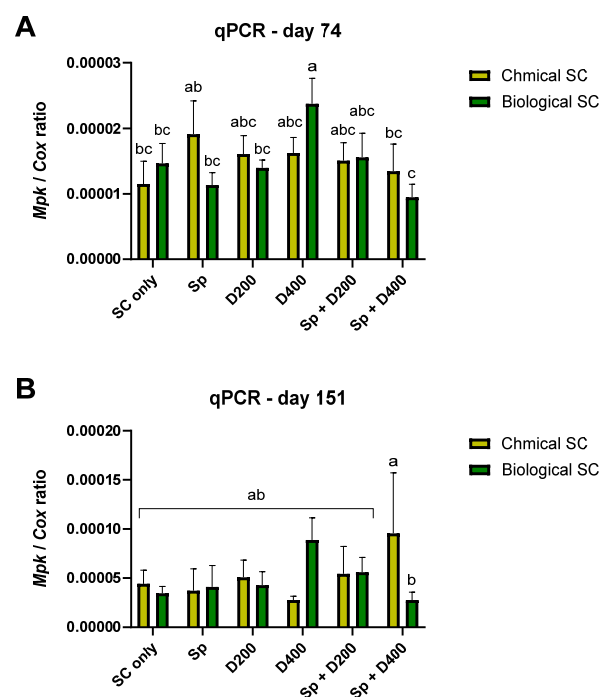 A
qPCR - day 74
Mpk / Cox ratio
0.00003
0.00002
0.00001
0.00000
bc
bc
ab
bc
abc
bc
abc
a
abc
abc
bc
c
SC only
Sp
D200
D400
Sp + D200
Sp + D400
Chmical SC
Biological SC
B
qPCR - day 151
Mpk / Cox ratio
0.00020
0.00015
0.00010
0.00005
0.00000
ab
a
b
SC only
Sp
D200
D400
Sp + D200
Sp + D400
Chmical SC
Biological SC